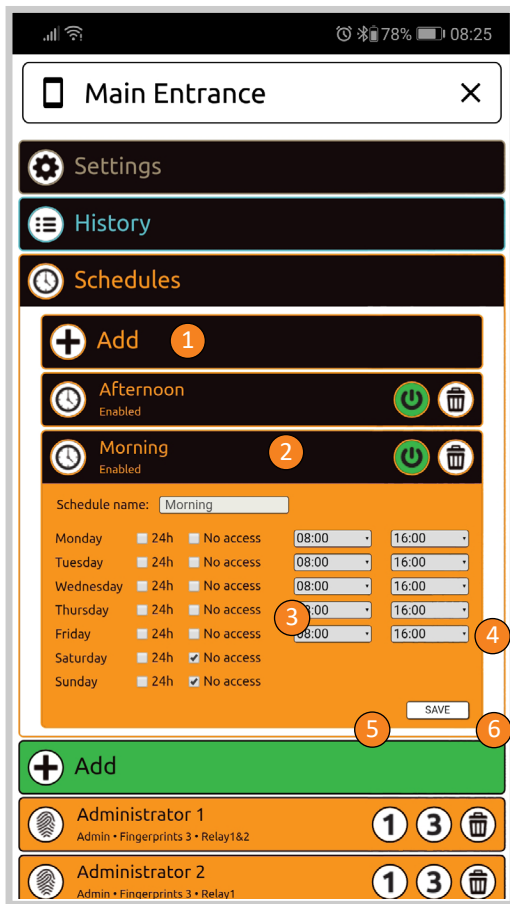 78% 08:25
Main Entrance
Settings
History
Schedules
Add 1
Afternoon
Enabled
Morning 2
Enabled
Schedule name: Morning
Monday 24h No access 08:00 16:00
Tuesday 24h No access 08:00 16:00
Wednesday 24h No access 08:00 16:00
Thursday 24h No access 3 :00 16:00
Friday 24h No access 08:00 16:00 4
Saturday 24h No access
Sunday 24h No access
SAVE
5 6
Add
Administrator 1 1 3
Admin • Fingerprints 3 • Relay1&2
Administrator 2 1 3
Admin • Fingerprints 3 • Relay1